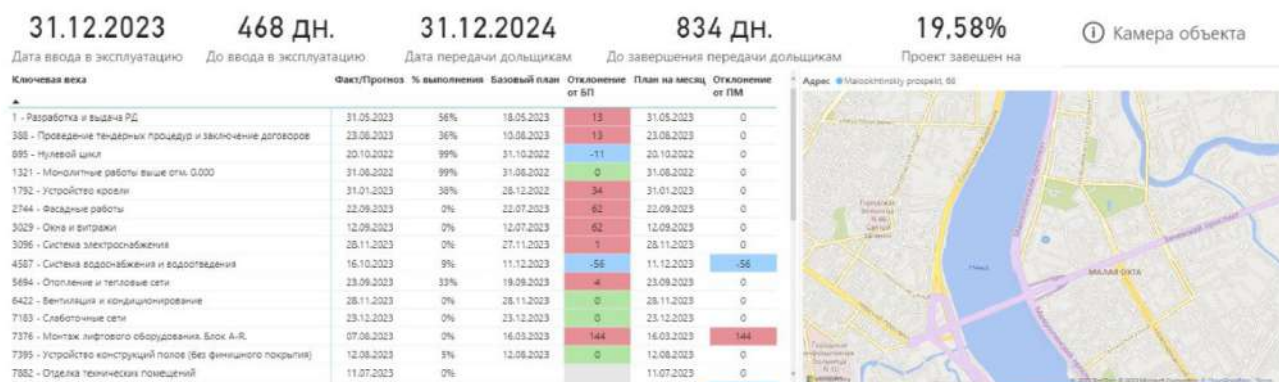 31.12.2023 468 ДН. 31.12.2024 834 ДН. 19,58% Камера объекта
Дата ввода в эксплуатацию До ввода в эксплуатацию Дата передачи дольщикам До завершения передачи дольщикам Проект завешен на
Ключевая веха Факт/Прогноз % выполнения Базовый план Отклонение от БП План на месяц Отклонение от ПМ
1 - Разработка и выдача РД 31.05.2023 56% 18.05.2023 13 31.05.2023 0
388 - Проведение тендерных процедур и заключение договоров 23.08.2023 36% 10.08.2023 13 23.08.2023 0
895 - Нулевой цикл 20.10.2022 99% 31.10.2022 -11 20.10.2022 0
1321 - Монолитные работы выше отм. 0.000 31.08.2022 99% 31.08.2022 0 31.08.2022 0
1792 - Устройство кровли 31.01.2023 38% 28.12.2022 34 31.01.2023 0
2744 - Фасадные работы 22.09.2023 0% 22.07.2023 62 22.09.2023 0
3029 - Окна и витражи 12.09.2023 0% 12.07.2023 62 12.09.2023 0
3096 - Система электроснабжения 28.11.2023 0% 27.11.2023 1 28.11.2023 0
4587 - Система водоснабжения и водоотведения 16.10.2023 9% 11.12.2023 -56 11.12.2023 -56
5694 - Отопление и тепловые сети 23.09.2023 33% 19.09.2023 4 23.09.2023 0
6422 - Вентиляция и кондиционирование 28.11.2023 0% 28.11.2023 0 28.11.2023 0
7183 - Слаботочные сети 23.12.2023 0% 23.12.2023 0 23.12.2023 0
7376 - Монтаж лифтового оборудования. Блок A-R. 07.08.2023 0% 16.03.2023 144 16.03.2023 144
7395 - Устройство конструкций полов (без финишного покрытия) 12.08.2023 5% 12.08.2023 0 12.08.2023 0
7882 - Отделка технических помещений 11.07.2023 0% 11.07.2023 0
Адрес Malookhtinskiy prospekt, 68
МАЛАЯ ОХТА